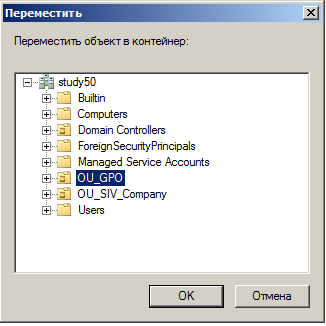 Переместить
Переместить объект в контейнер:
study50
Builtin
Computers
Domain Controllers
ForeignSecurityPrincipals
Managed Service Accounts
OU_GPO
OU_SIV_Company
Users
OK
Отмена